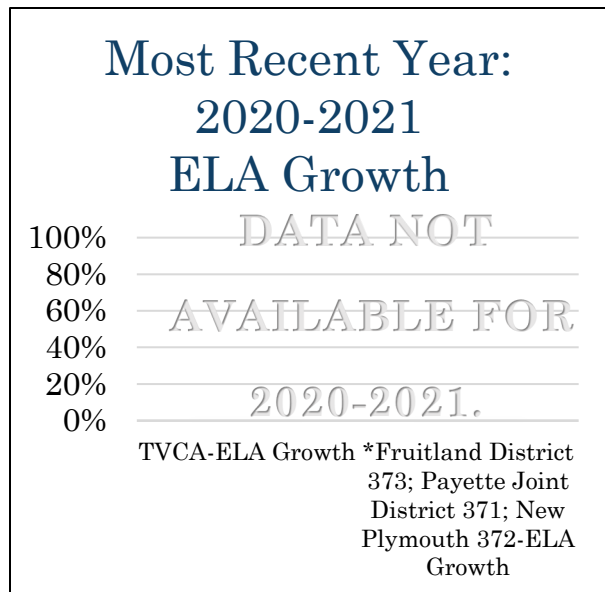 Most Recent Year:
2020-2021
ELA Growth
DATA NOT
100%
80%
AVAILABLE FOR
60%
40%
20%
2020-2021.
0%
TVCA-ELA Growth
*Fruitland District
373; Payette Joint
District 371; New
Plymouth 372-ELA
Growth